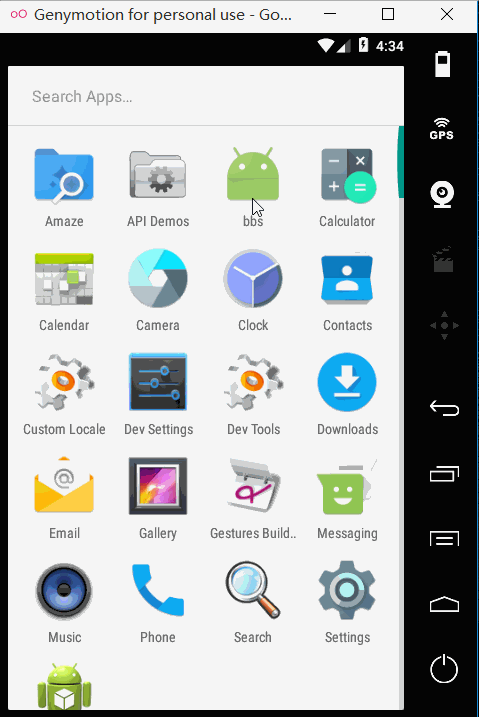 Genymotion for personal use - Go...
4:34
Search Apps...
GPS
Amaze API Demos bbs Calculator
Calendar Camera Clock Contacts
Custom Locale Dev Settings Dev Tools Downloads
Email Gallery Gestures Build.. Messaging
Music Phone Search Settings